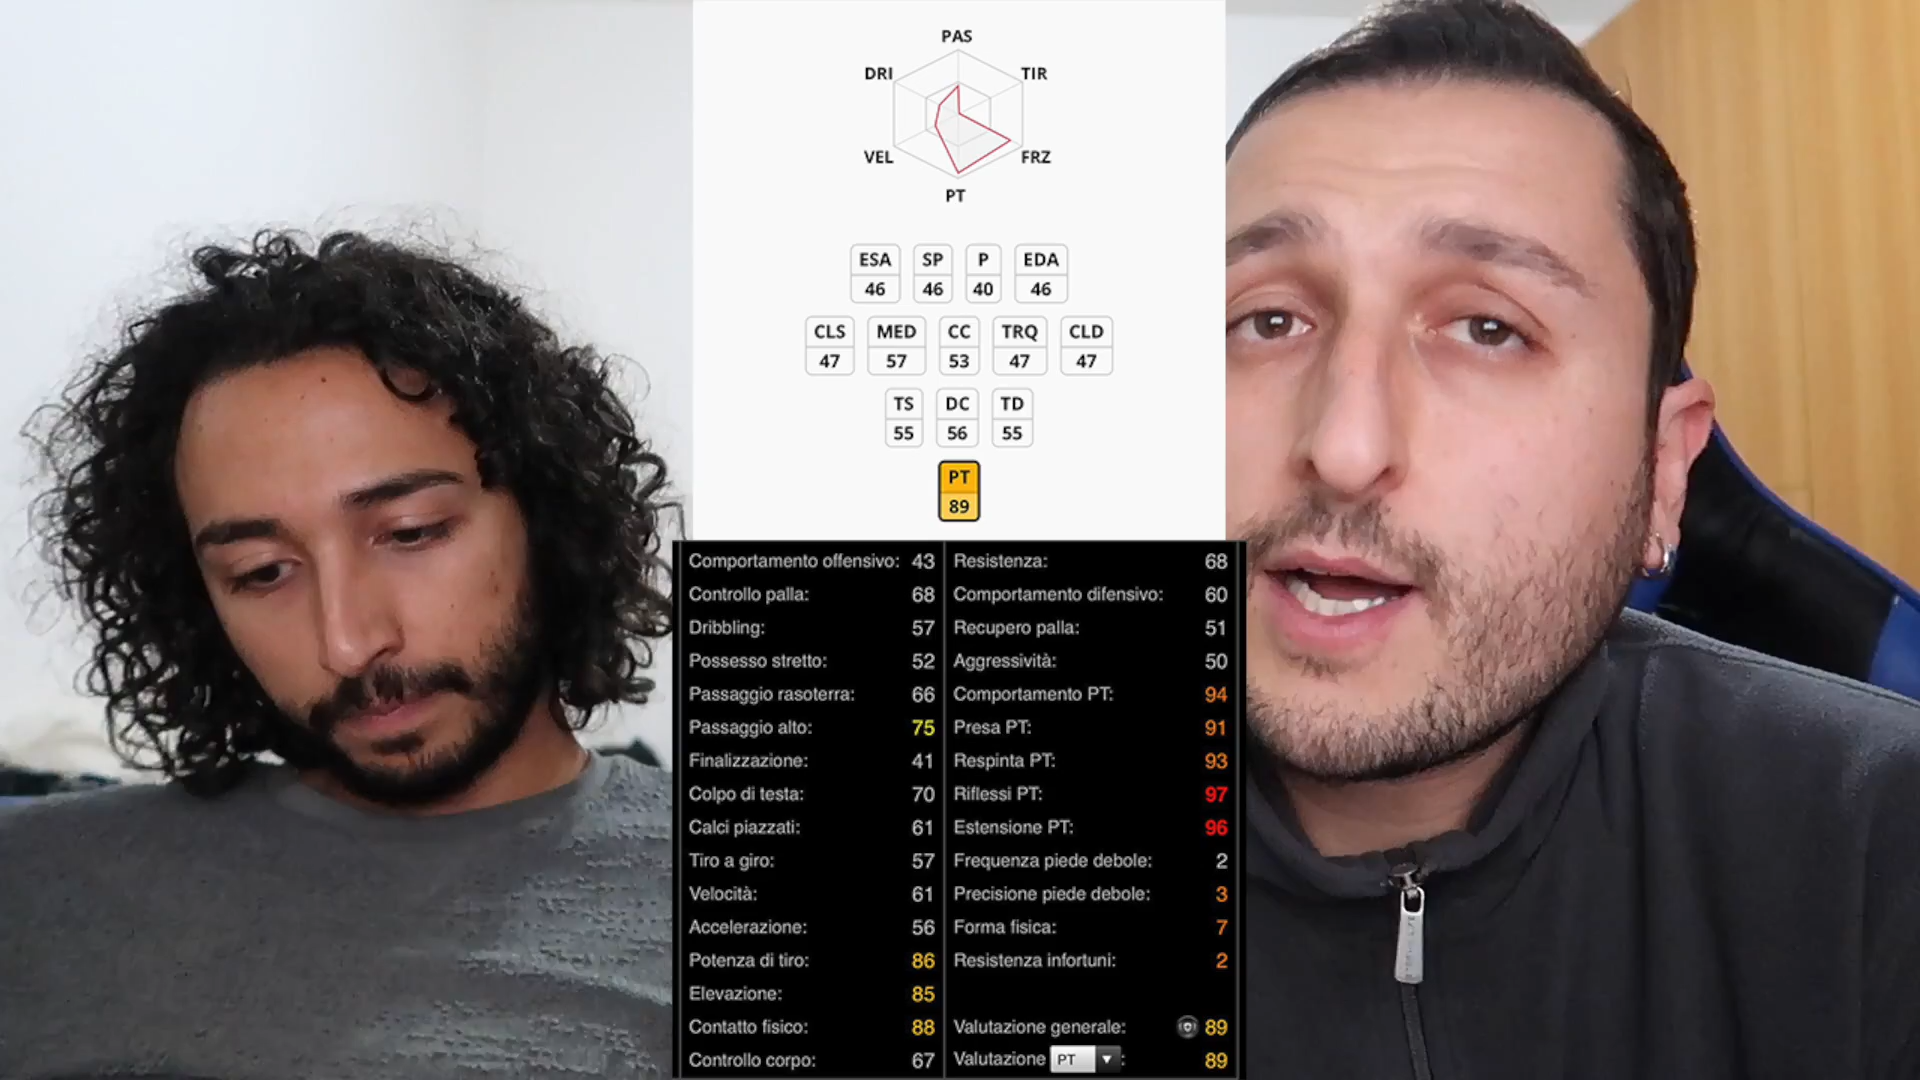 PAS
DRI TIR
VEL FRZ
PT
ESA SP P EDA
46 46 40 46
CLS MED CC TRQ CLD
47 57 53 47 47
TS DC TD
55 56 55
PT
89
Comportamento offensivo: 43
Controllo palla: 68
Dribbling: 57
Possesso stretto: 52
Passaggio rasoterra: 66
Passaggio alto: 75
Finalizzazione: 41
Colpo di testa: 70
Calci piazzati: 61
Tiro a giro: 57
Velocità: 61
Accelerazione: 56
Potenza di tiro: 86
Elevazione: 85
Contatto fisico: 88
Controllo corpo: 67
Resistenza: 68
Comportamento difensivo: 60
Recupero palla: 51
Aggressività: 50
Comportamento PT: 94
Presa PT: 91
Respinta PT: 93
Riflessi PT: 97
Estensione PT: 96
Frequenza piede debole: 2
Precisione piede debole: 3
Forma fisica: 7
Resistenza infortuni: 2
Valutazione generale: 89
Valutazione PT : 89